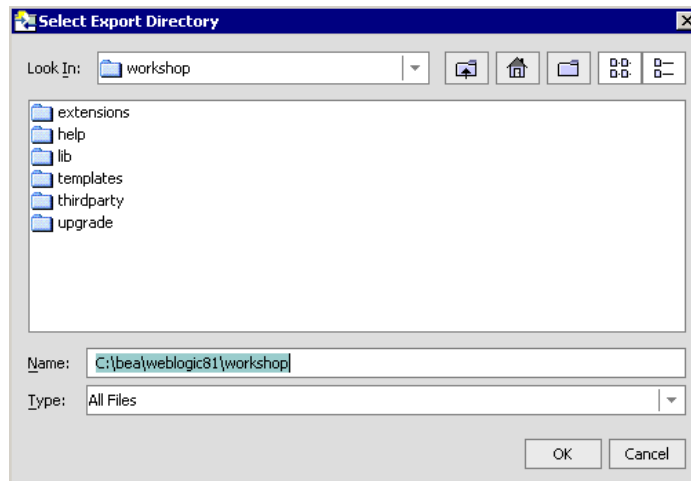 Select Export Directory
Look In: workshop
extensions
help
lib
templates
thirdparty
upgrade
Name: C:\bea\weblogic81\workshop
Type: All Files
OK Cancel